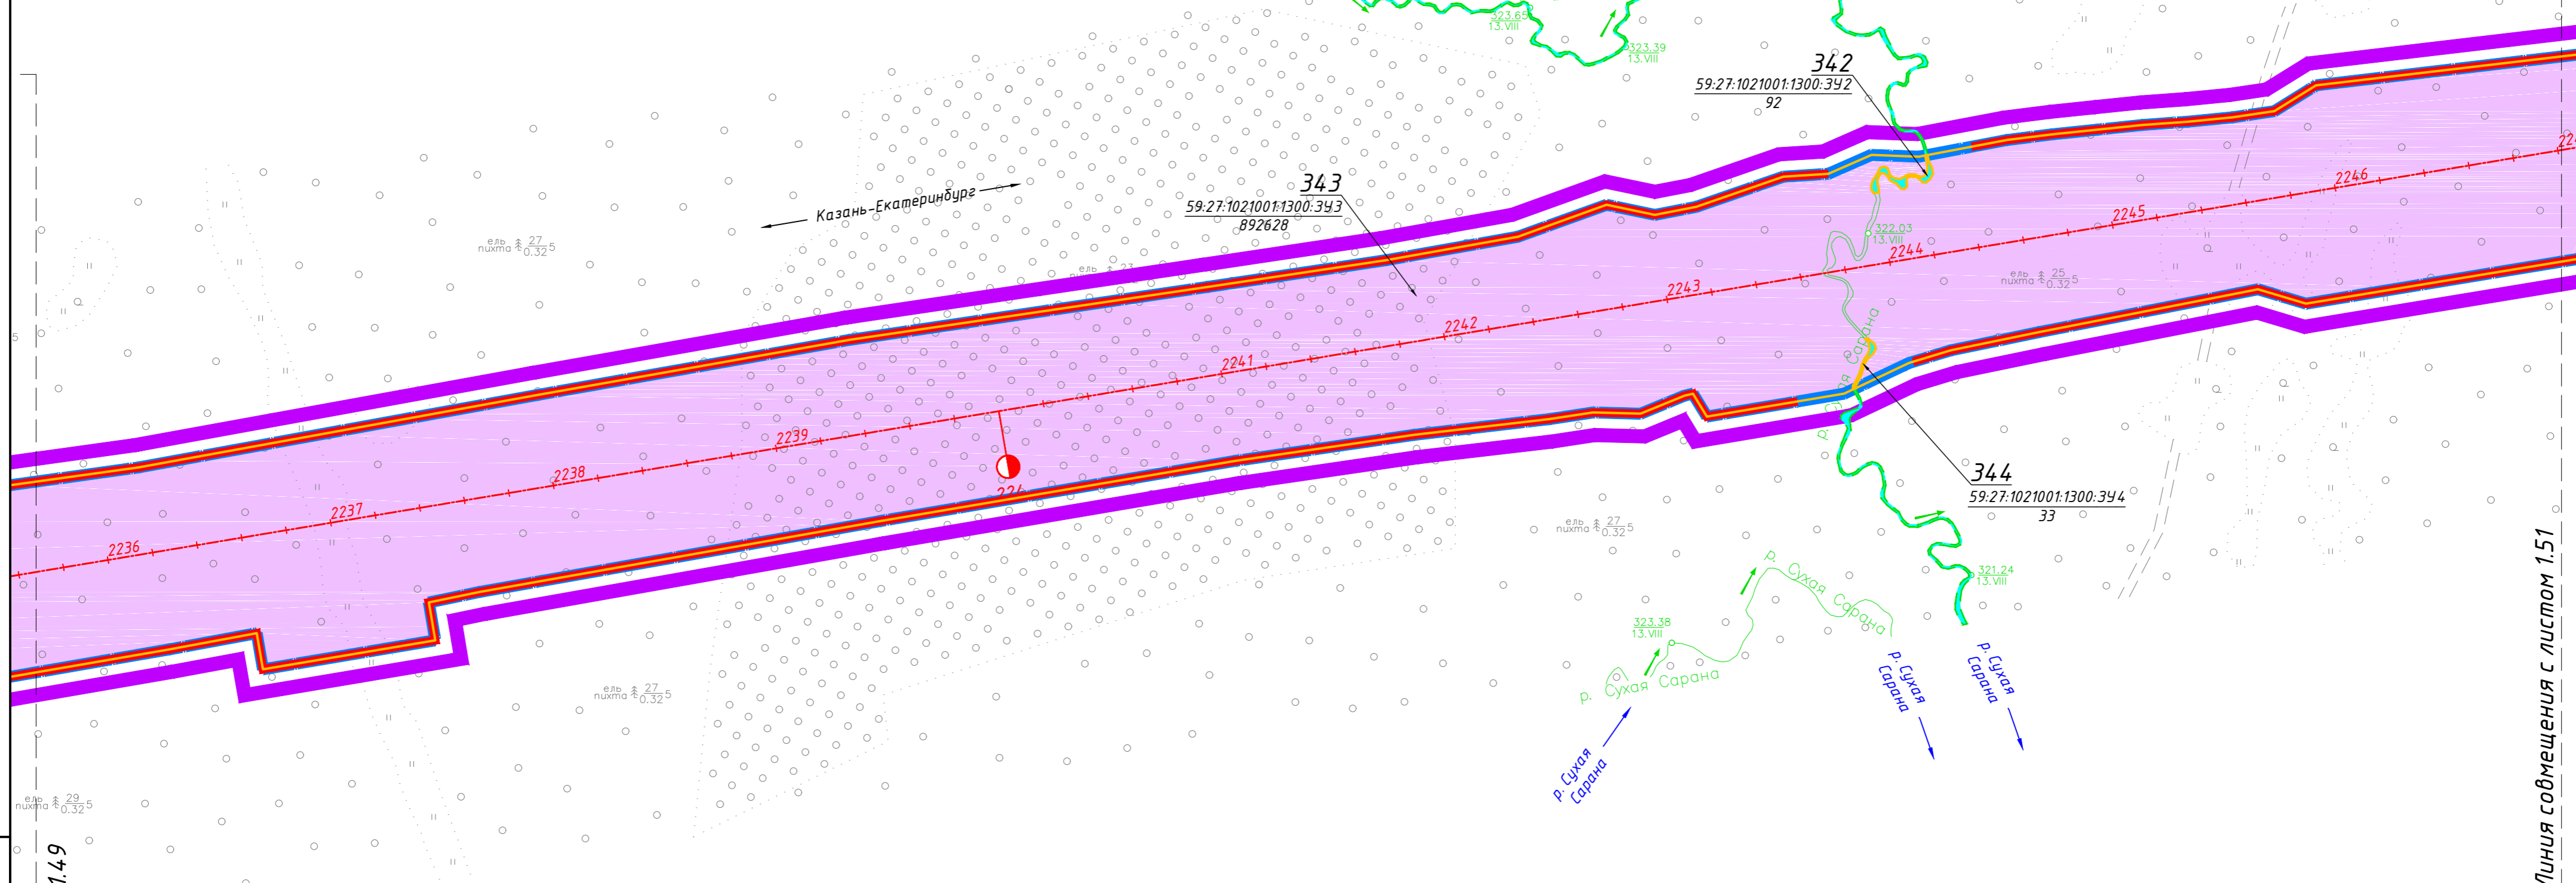 323.65
13.VIII
323.39
13.VIII
342
59:27:1021001:1300:ЗУ2
92
343
59:27:1021001:1300:ЗУ3
892628
Казань-Екатеринбург
ель 27
пихта 0.32 5
ель 23
322.03
13.VIII
ель 25
пихта 0.32 5
5
2246
2245
2244
2243
2242
2241
2239
2238
2237
2236
р. Сухая Сарана
344
59:27:1021001:1300:ЗУ4
33
ель 27
пихта 0.32 5
321.24
13.VIII
р. Сухая Сарана
323.38
13.VIII
р. Сухая Сарана
ель 27
пихта 0.32 5
р. Сухая
Сарана
р. Сухая
Сарана
р. Сухая
Сарана
ель 29
пихта 0.32 5
1.49
Линия совмещения с листом 1.51